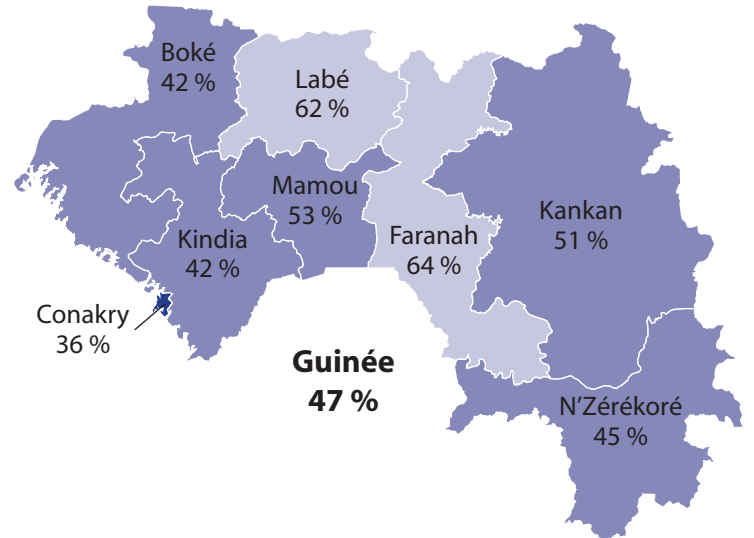 Boké
42 %
Labé
62 %
Mamou
53 %
Kankan
51 %
Kindia
42 %
Faranah
64 %
Conakry
36 %
Guinée
47 %
N’Zérékoré
45 %